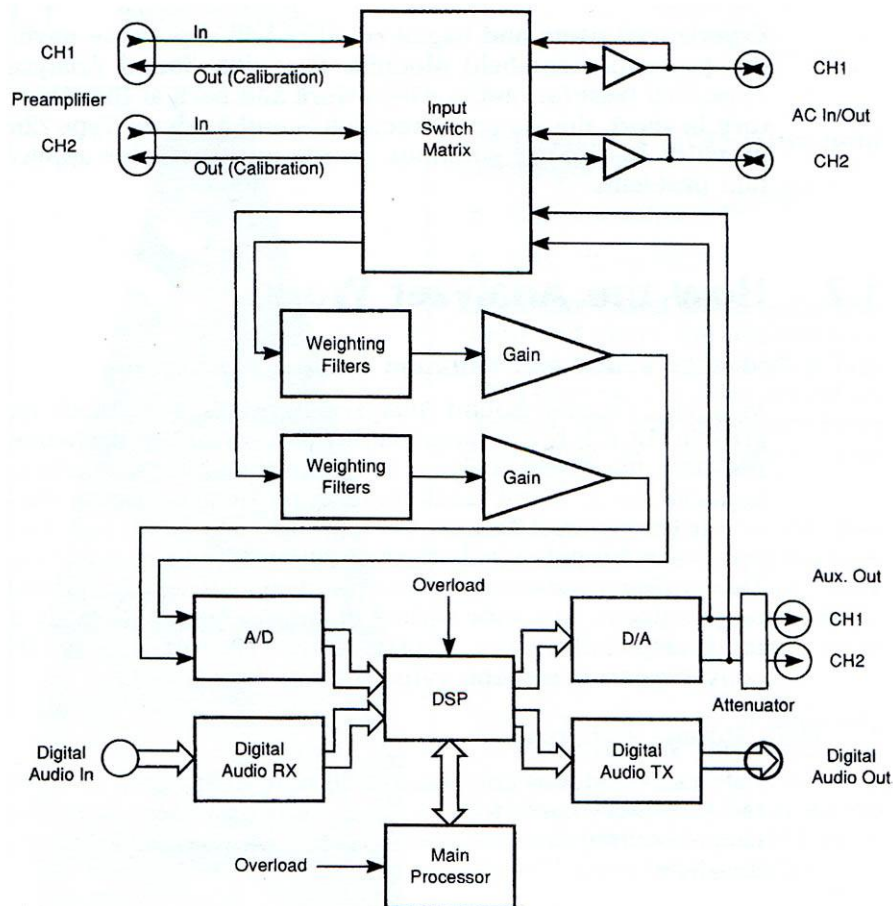 CH1
In
Out (Calibration)
Preamplifier
CH2
In
Out (Calibration)
Input
Switch
Matrix
CH1
AC In/Out
CH2
Weighting
Filters
Gain
Weighting
Filters
Gain
Overload
Aux. Out
A/D
D/A
CH1
CH2
DSP
Attenuator
Digital
Audio In
Digital
Audio RX
Digital
Audio TX
Digital
Audio Out
Overload
Main
Processor